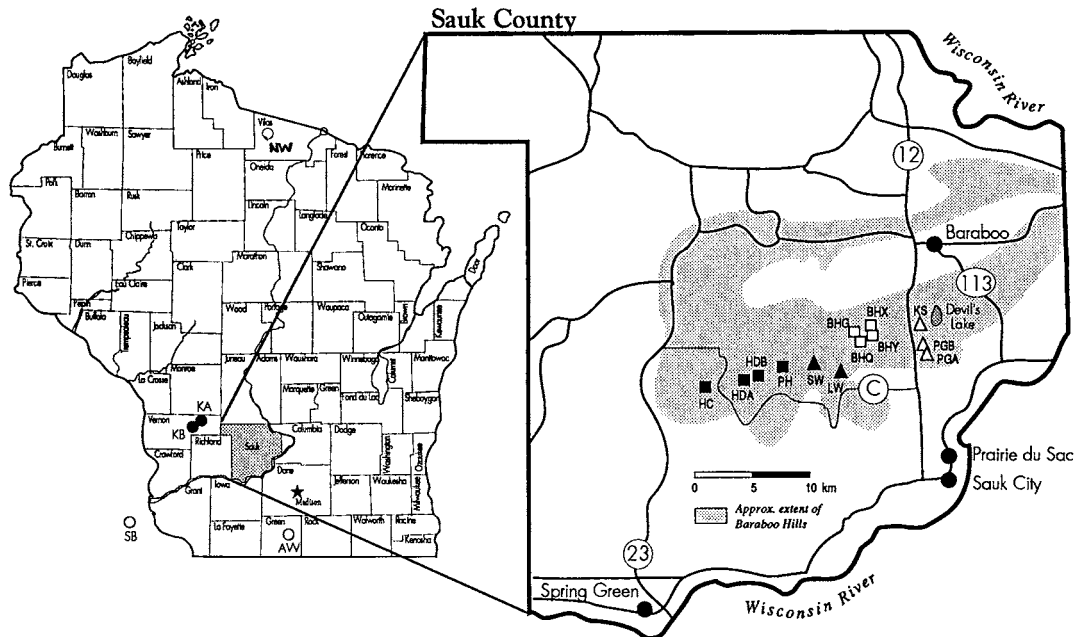 Sauk County
Wisconsin River
12
Baraboo
113
KS
Devil's
Lake
PGB
PGA
BHX
BHG
BHY
BHQ
HDB
PH
SW
LW
HDA
HC
C
Prairie du Sac
Sauk City
0 5 10 km
Approx. extent of
Baraboo Hills
23
Spring Green
Wisconsin River
Douglas
Bayfield
Ashland
Iron
Vilas
NW
Washburn
Sawyer
Burnett
Price
Oneida
Forest
Florence
Marinette
Polk
Barron
Rusk
Lincoln
Langlade
Taylor
Oconto
St. Croix
Dunn
Chippewa
Marathon
Door
Pierce
Eau Claire
Clark
Shawano
Pepin
Buffalo
Wood
Portage
Waupaca
Outagamie
Brown
Kewaunee
Trempealeau
Jackson
Juneau
Adams
Waushara
Winnebago
Calumet
Manitowoc
La Crosse
Monroe
Marquette
Green
Fond du Lac
Sheboygan
KA
Vernon
KB
Richland
Sauk
Columbia
Dodge
Washington
Ozaukee
Crawford
Dane
Jefferson
Waukesha
Milwaukee
Grant
Iowa
Madison
SB
La Fayette
Green
Rock
Walworth
Racine
Kenosha
AW